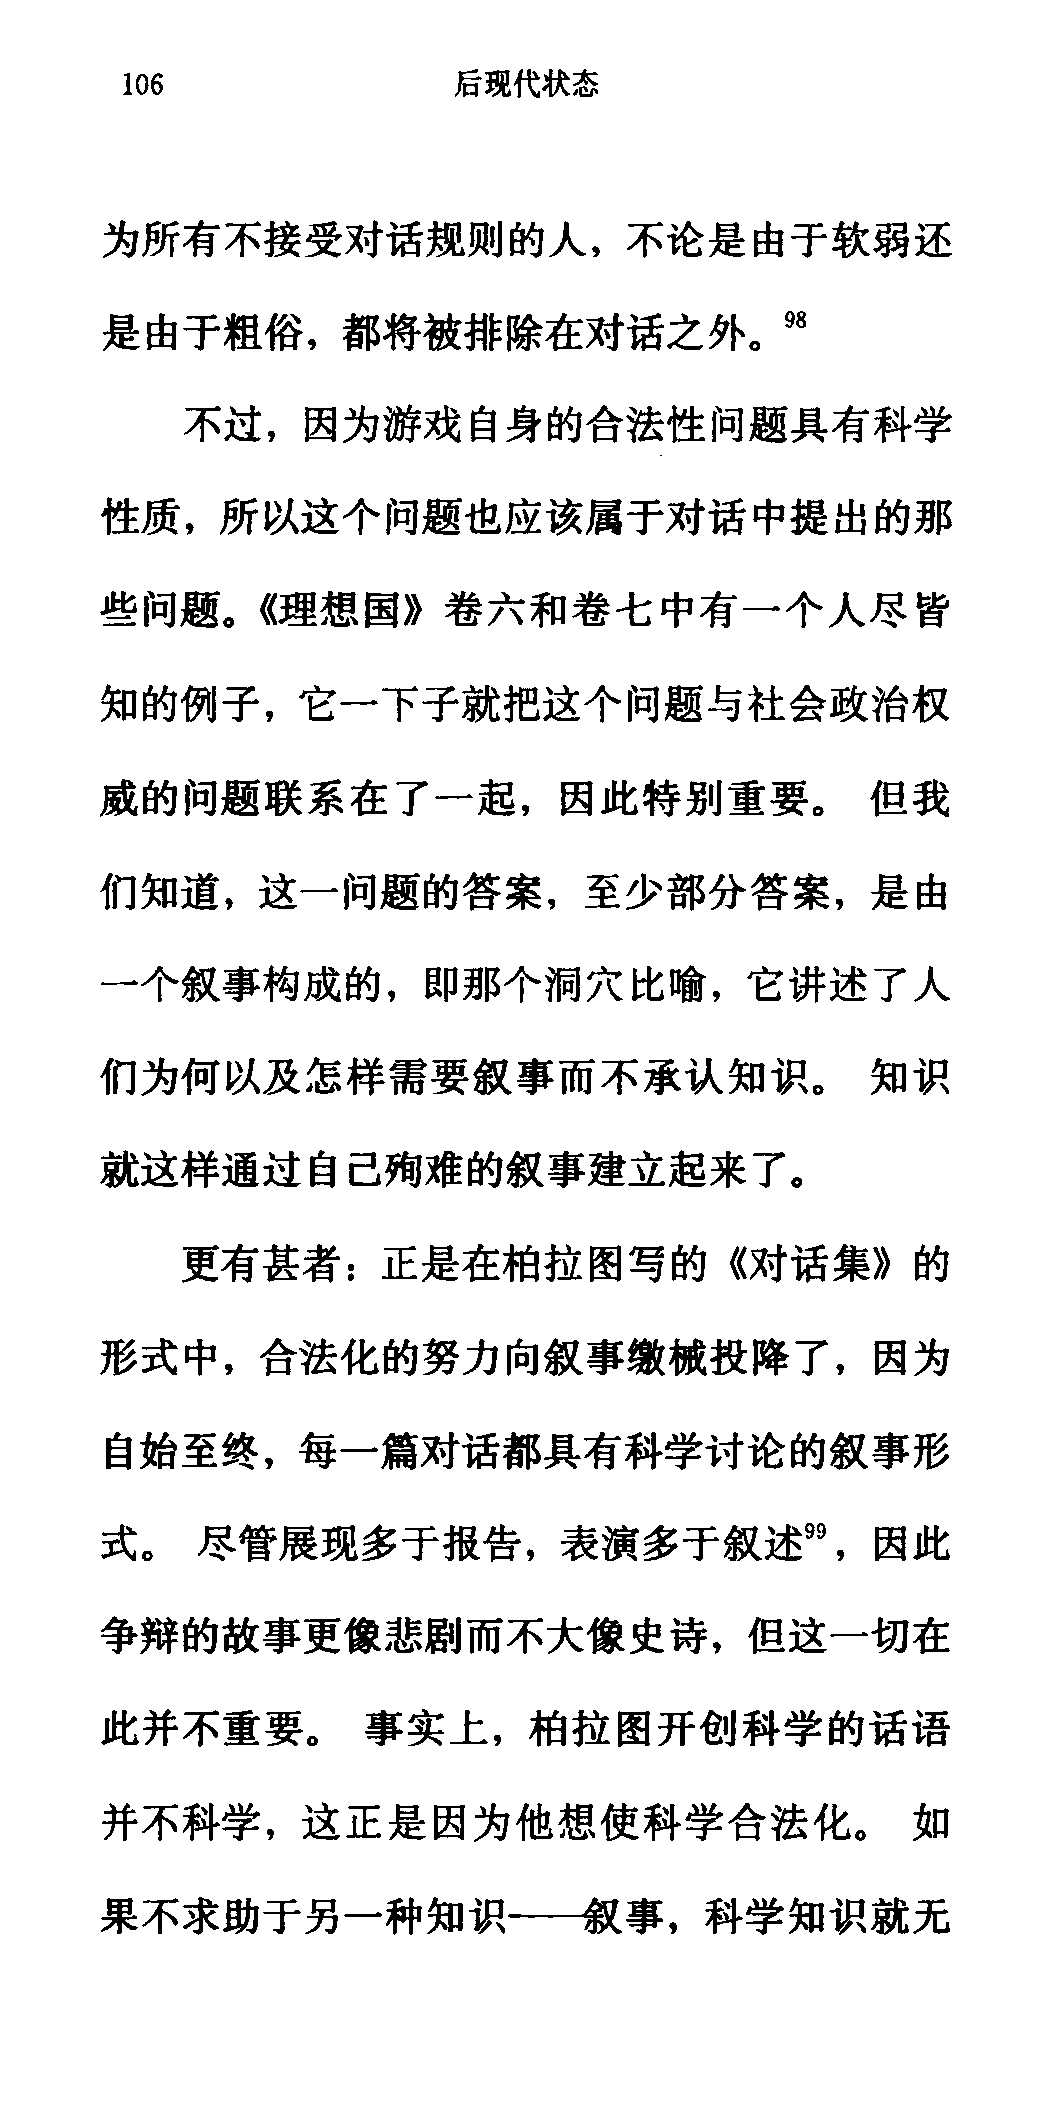 106 后现代状态
为所有不接受对话规则的人，不论是由于软弱还
是由于粗俗，都将被排除在对话之外。98
不过，因为游戏自身的合法性问题具有科学
性质，所以这个问题也应该属于对话中提出的那
些问题。《理想国》卷六和卷七中有一个人尽皆
知的例子，它一下子就把这个问题与社会政治权
威的问题联系在了一起，因此特别重要。 但我
们知道，这一问题的答案，至少部分答案，是由
一个叙事构成的，即那个洞穴比喻，它讲述了人
们为何以及怎样需要叙事而不承认知识。 知识
就这样通过自己殉难的叙事建立起来了。
更有甚者：正是在柏拉图写的《对话集》的
形式中，合法化的努力向叙事缴械投降了，因为
自始至终，每一篇对话都具有科学讨论的叙事形
式。 尽管展现多于报告，表演多于叙述99，因此
争辩的故事更像悲剧而不大像史诗，但这一切在
此并不重要。 事实上，柏拉图开创科学的话语
并不科学，这正是因为他想使科学合法化。 如
果不求助于另一种知识——叙事，科学知识就无